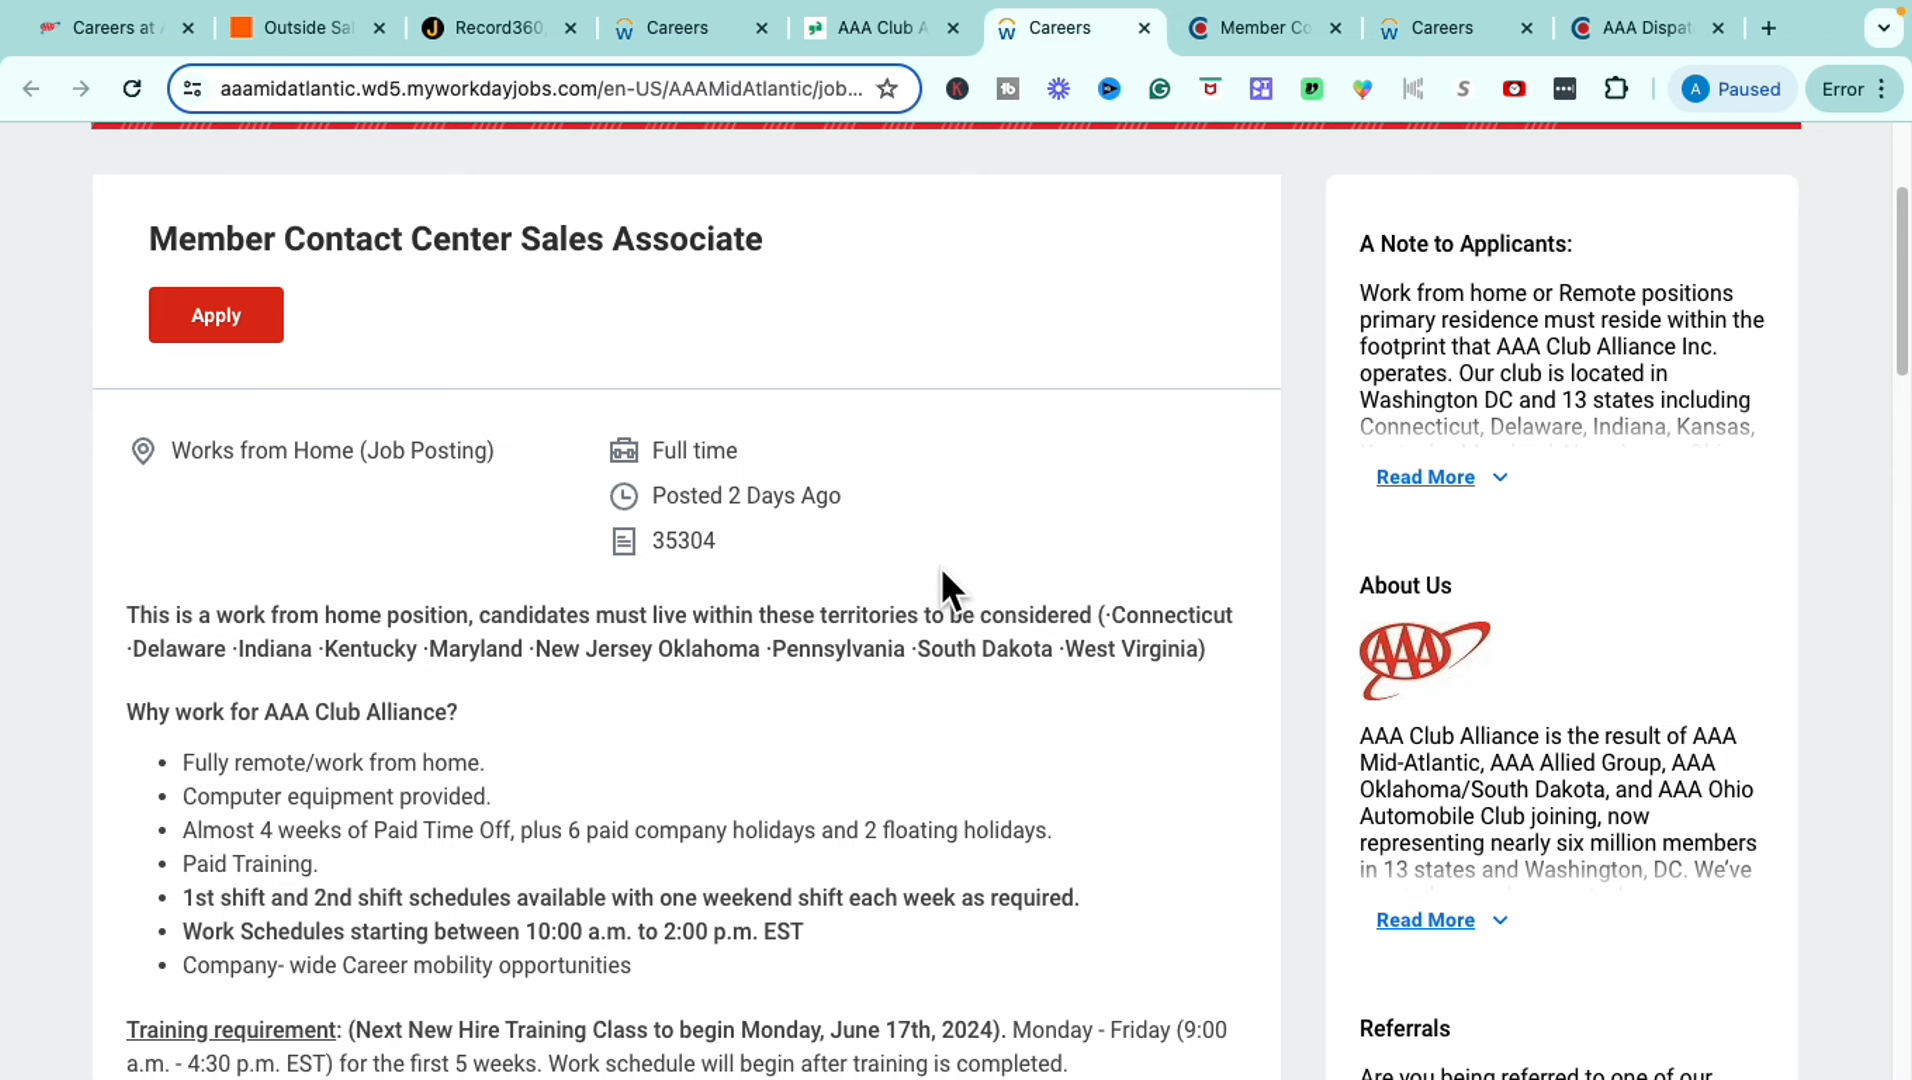 Careers at
Outside Sal
Record360,
Careers
AAA Club A
Careers
Member Co
Careers
AAA Dispat
aaamidatlantic.wd5.myworkdayjobs.com/en-US/AAAMidAtlantic/job...
A Paused
Error
Member Contact Center Sales Associate
Apply
Works from Home (Job Posting)
Full time
Posted 2 Days Ago
35304
This is a work from home position, candidates must live within these territories to be considered (·Connecticut
·Delaware ·Indiana ·Kentucky ·Maryland ·New Jersey Oklahoma ·Pennsylvania ·South Dakota ·West Virginia)
Why work for AAA Club Alliance?
• Fully remote/work from home.
• Computer equipment provided.
• Almost 4 weeks of Paid Time Off, plus 6 paid company holidays and 2 floating holidays.
• Paid Training.
• 1st shift and 2nd shift schedules available with one weekend shift each week as required.
• Work Schedules starting between 10:00 a.m. to 2:00 p.m. EST
• Company- wide Career mobility opportunities
Training requirement: (Next New Hire Training Class to begin Monday, June 17th, 2024). Monday - Friday (9:00
a.m. - 4:30 p.m. EST) for the first 5 weeks. Work schedule will begin after training is completed.
A Note to Applicants:
Work from home or Remote positions
primary residence must reside within the
footprint that AAA Club Alliance Inc.
operates. Our club is located in
Washington DC and 13 states including
Connecticut, Delaware, Indiana, Kansas,
Read More
About Us
AAA
AAA Club Alliance is the result of AAA
Mid-Atlantic, AAA Allied Group, AAA
Oklahoma/South Dakota, and AAA Ohio
Automobile Club joining, now
representing nearly six million members
in 13 states and Washington, DC. We've
Read More
Referrals
Are you being referred to one of our